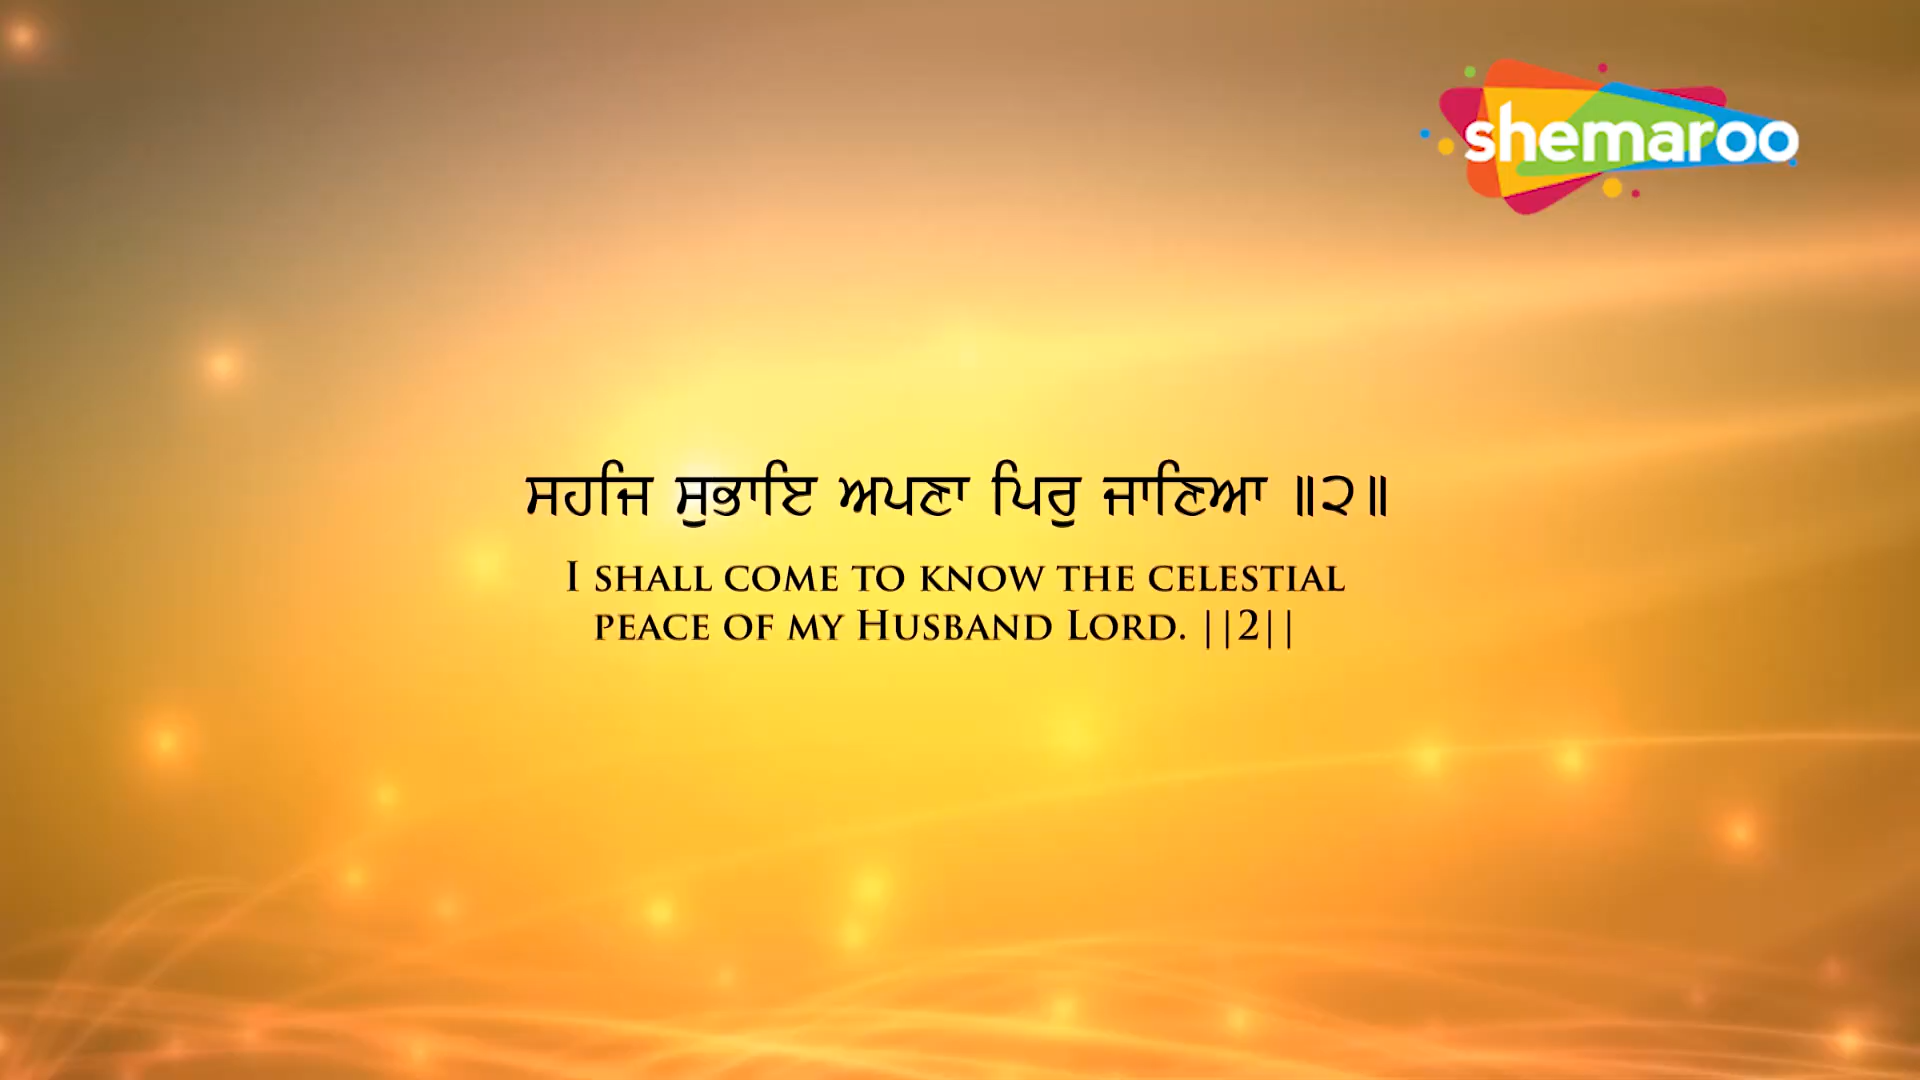 shemaroo
ਸਹਜਿ ਸੁਭਾਇ ਅਪਣਾ ਪਿਰੁ ਜਾਣਿਆ ॥੨॥
I shall come to know the celestial
peace of my Husband Lord. ||2||